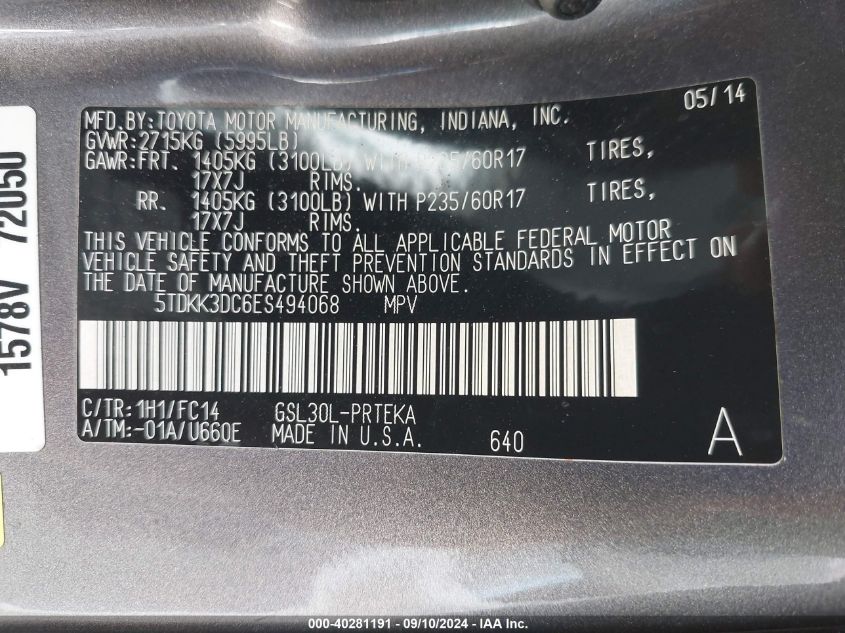 05/14
MFD.BY:TOYOTA MOTOR MANUFACTURING, INDIANA, INC.
GVWR:2715KG (5995LB)
GAWR:FRT. 1405KG (3100LB) WITH P235/60R17 TIRES,
17X7J RIMS.
RR. 1405KG (3100LB) WITH P235/60R17 TIRES,
17X7J RIMS.
THIS VEHICLE CONFORMS TO ALL APPLICABLE FEDERAL MOTOR
VEHICLE SAFETY AND THEFT PREVENTION STANDARDS IN EFFECT ON
THE DATE OF MANUFACTURE SHOWN ABOVE.
5TDKK3DC6ES494068 MPV
C/TR:1H1/FC14 GSL30L-PRTEKA
A/TM:-01A/U660E MADE IN U.S.A. 640 A
1578V 72050
000-40281191 - 09/10/2024 - IAA Inc.